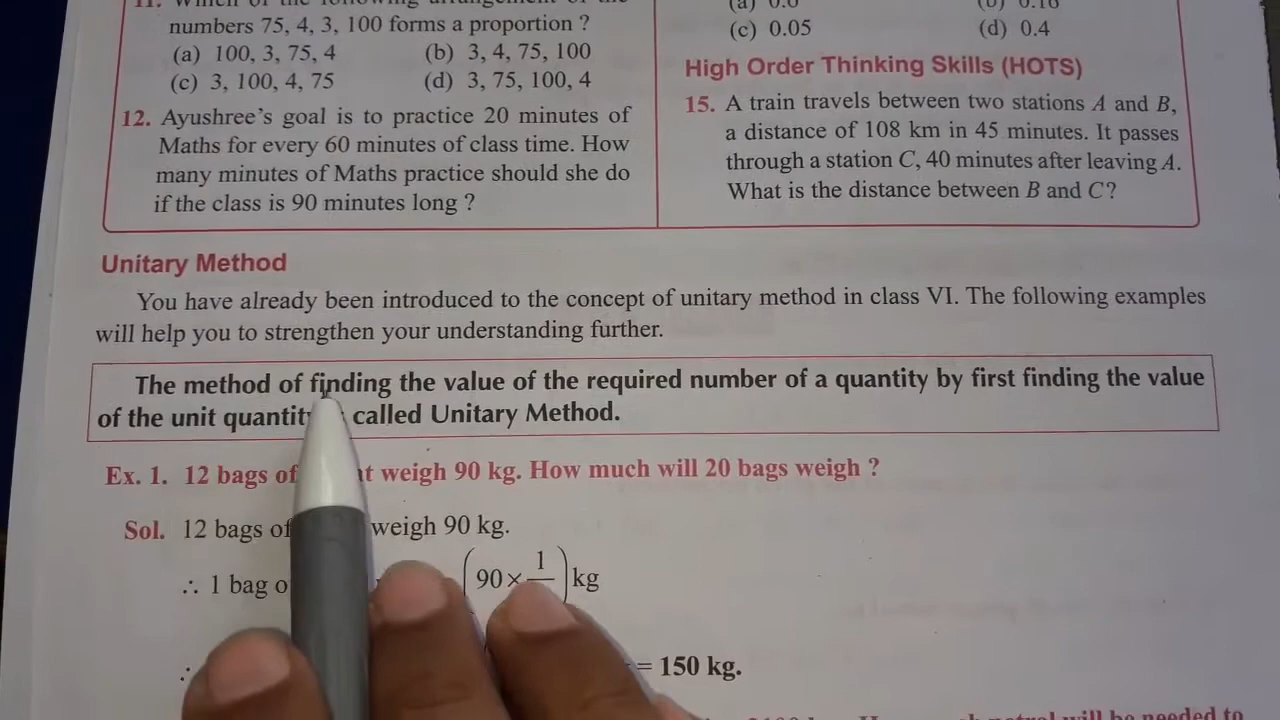 numbers 75, 4, 3, 100 forms a proportion ?
(a) 100, 3, 75, 4 (b) 3, 4, 75, 100
(c) 3, 100, 4, 75 (d) 3, 75, 100, 4
12. Ayushree's goal is to practice 20 minutes of
Maths for every 60 minutes of class time. How
many minutes of Maths practice should she do
if the class is 90 minutes long ?
(c) 0.05 (d) 0.4
High Order Thinking Skills (HOTS)
15. A train travels between two stations A and B,
a distance of 108 km in 45 minutes. It passes
through a station C, 40 minutes after leaving A.
What is the distance between B and C?
Unitary Method
You have already been introduced to the concept of unitary method in class VI. The following examples
will help you to strengthen your understanding further.
The method of finding the value of the required number of a quantity by first finding the value
of the unit quantity called Unitary Method.
Ex. 1. 12 bags of weigh 90 kg. How much will 20 bags weigh ?
Sol. 12 bags of weigh 90 kg.
∴ 1 bag (90 × 1 kg
= 150 kg.